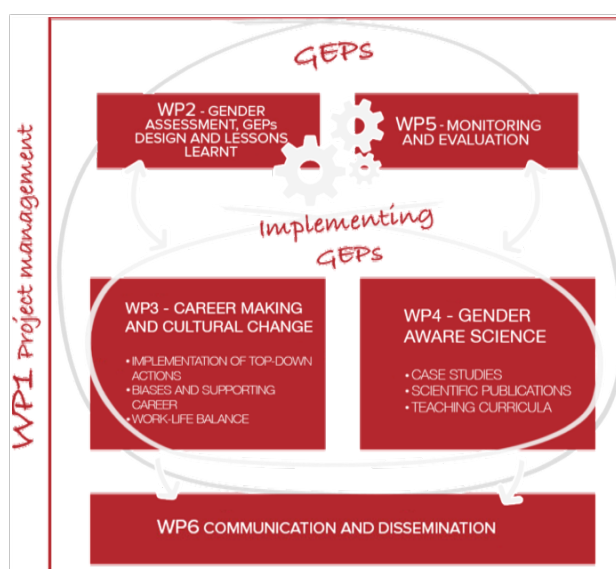 WP1 Project management
GEPs
WP2 - GENDER
ASSESSMENT, GEPs
DESIGN AND LESSONS
LEARNT
WP5 - MONITORING
AND EVALUATION
Implementing
GEPs
WP3 - CAREER MAKING
AND CULTURAL CHANGE
• IMPLEMENTATION OF TOP-DOWN
ACTIONS
• BIASES AND SUPPORTING
CAREER
• WORK-LIFE BALANCE
WP4 - GENDER
AWARE SCIENCE
• CASE STUDIES
• SCIENTIFIC PUBLICATIONS
• TEACHING CURRICULA
WP6 COMMUNICATION AND DISSEMINATION